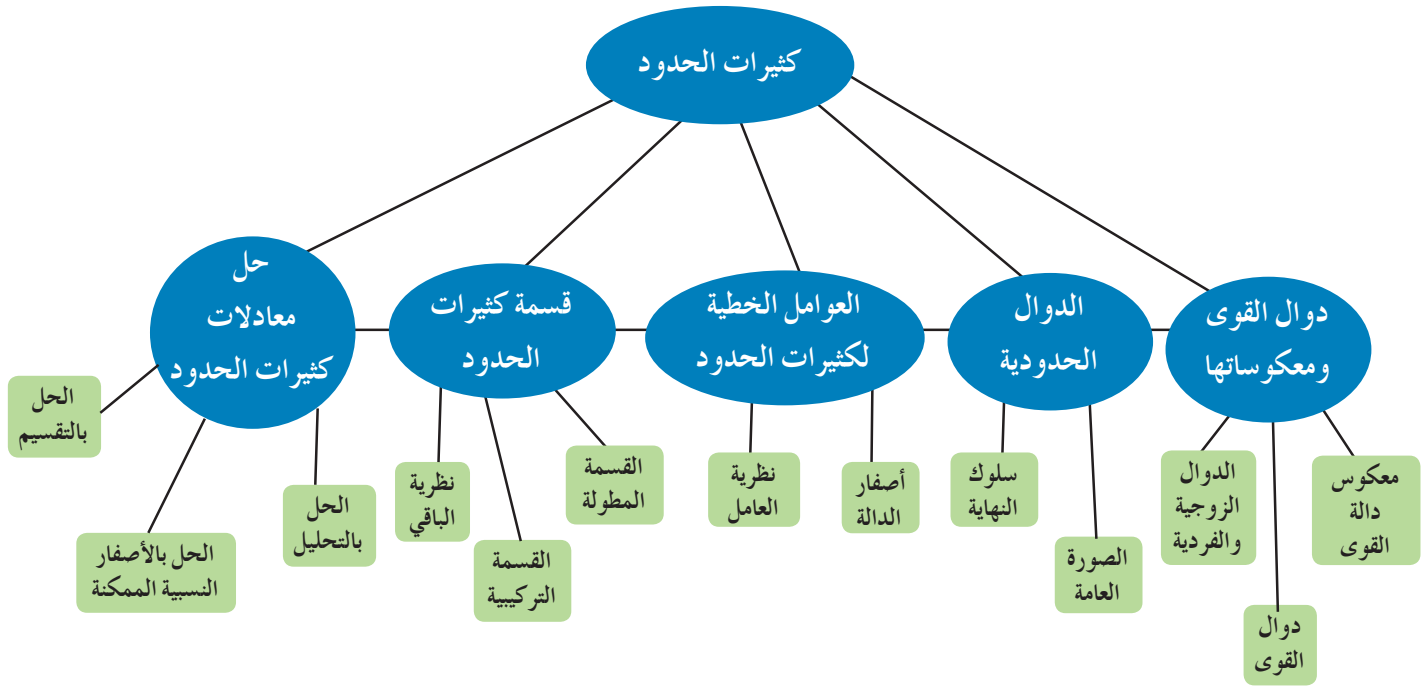 كثيرات الحدود
دوال القوى
ومعكوساتها
الدوال
الحدودية
العوامل الخطية
لكثيرات الحدود
قسمة كثيرات
الحدود
حل
معادلات
كثيرات الحدود
معكوس
دالة
القوى
دوال
القوى
الدوال
الزوجية
والفردية
الصورة
العامة
سلوك
النهاية
أصفار
الدالة
نظرية
العامل
القسمة
المطولة
القسمة
التركيبية
نظرية
الباقي
الحل
بالتحليل
الحل بالأصفار
النسبية الممكنة
الحل
بالتقسيم